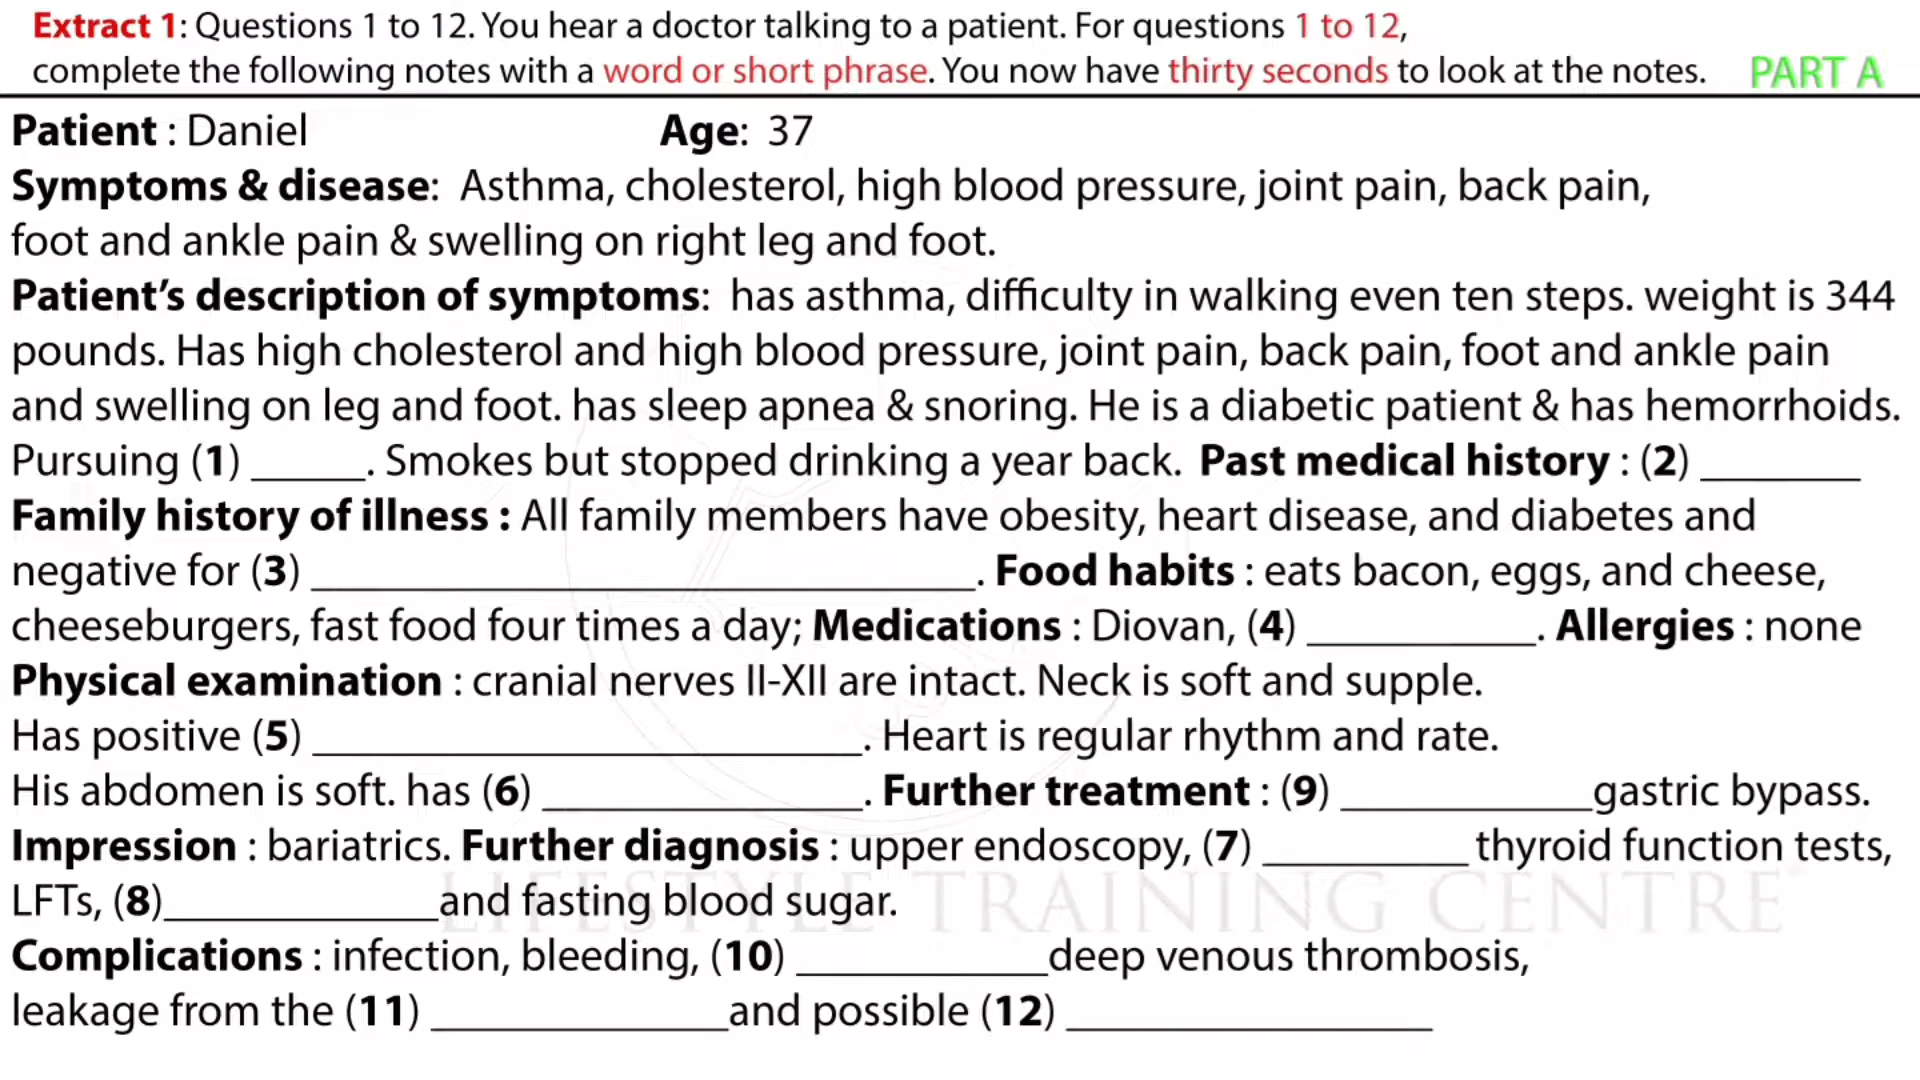 Extract 1: Questions 1 to 12. You hear a doctor talking to a patient. For questions 1 to 12,
complete the following notes with a word or short phrase. You now have thirty seconds to look at the notes. PART A
Patient : Daniel Age: 37
Symptoms & disease: Asthma, cholesterol, high blood pressure, joint pain, back pain,
foot and ankle pain & swelling on right leg and foot.
Patient's description of symptoms: has asthma, difficulty in walking even ten steps. weight is 344
pounds. Has high cholesterol and high blood pressure, joint pain, back pain, foot and ankle pain
and swelling on leg and foot. has sleep apnea & snoring. He is a diabetic patient & has hemorrhoids.
Pursuing (1) _____. Smokes but stopped drinking a year back. Past medical history : (2) _______
Family history of illness : All family members have obesity, heart disease, and diabetes and
negative for (3) _____________________________. Food habits : eats bacon, eggs, and cheese,
cheeseburgers, fast food four times a day; Medications : Diovan, (4) __________. Allergies : none
Physical examination : cranial nerves II-XII are intact. Neck is soft and supple.
Has positive (5) ________________________. Heart is regular rhythm and rate.
His abdomen is soft. has (6) ______________. Further treatment : (9) ___________gastric bypass.
Impression : bariatrics. Further diagnosis : upper endoscopy, (7) _________ thyroid function tests,
LFTs, (8)____________and fasting blood sugar.
LIFESTYLE TRAINING CENTRE
Complications : infection, bleeding, (10) ___________deep venous thrombosis,
leakage from the (11) _____________and possible (12) ________________